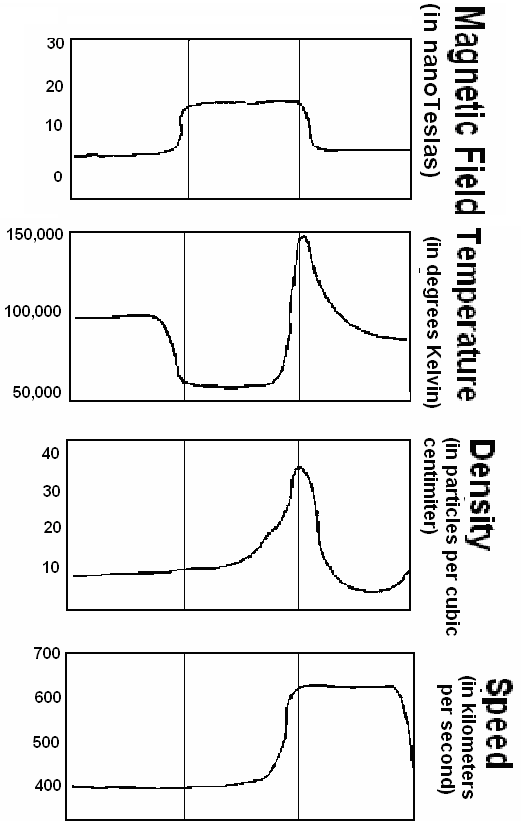 30
20
10
0
Magnetic Field
(in nanoTeslas)
150,000
100,000
50,000
Temperature
(in degrees Kelvin)
40
30
20
10
Density
(in particles per cubic
centimiter)
700
600
500
400
Speed
(in kilometers
per second)